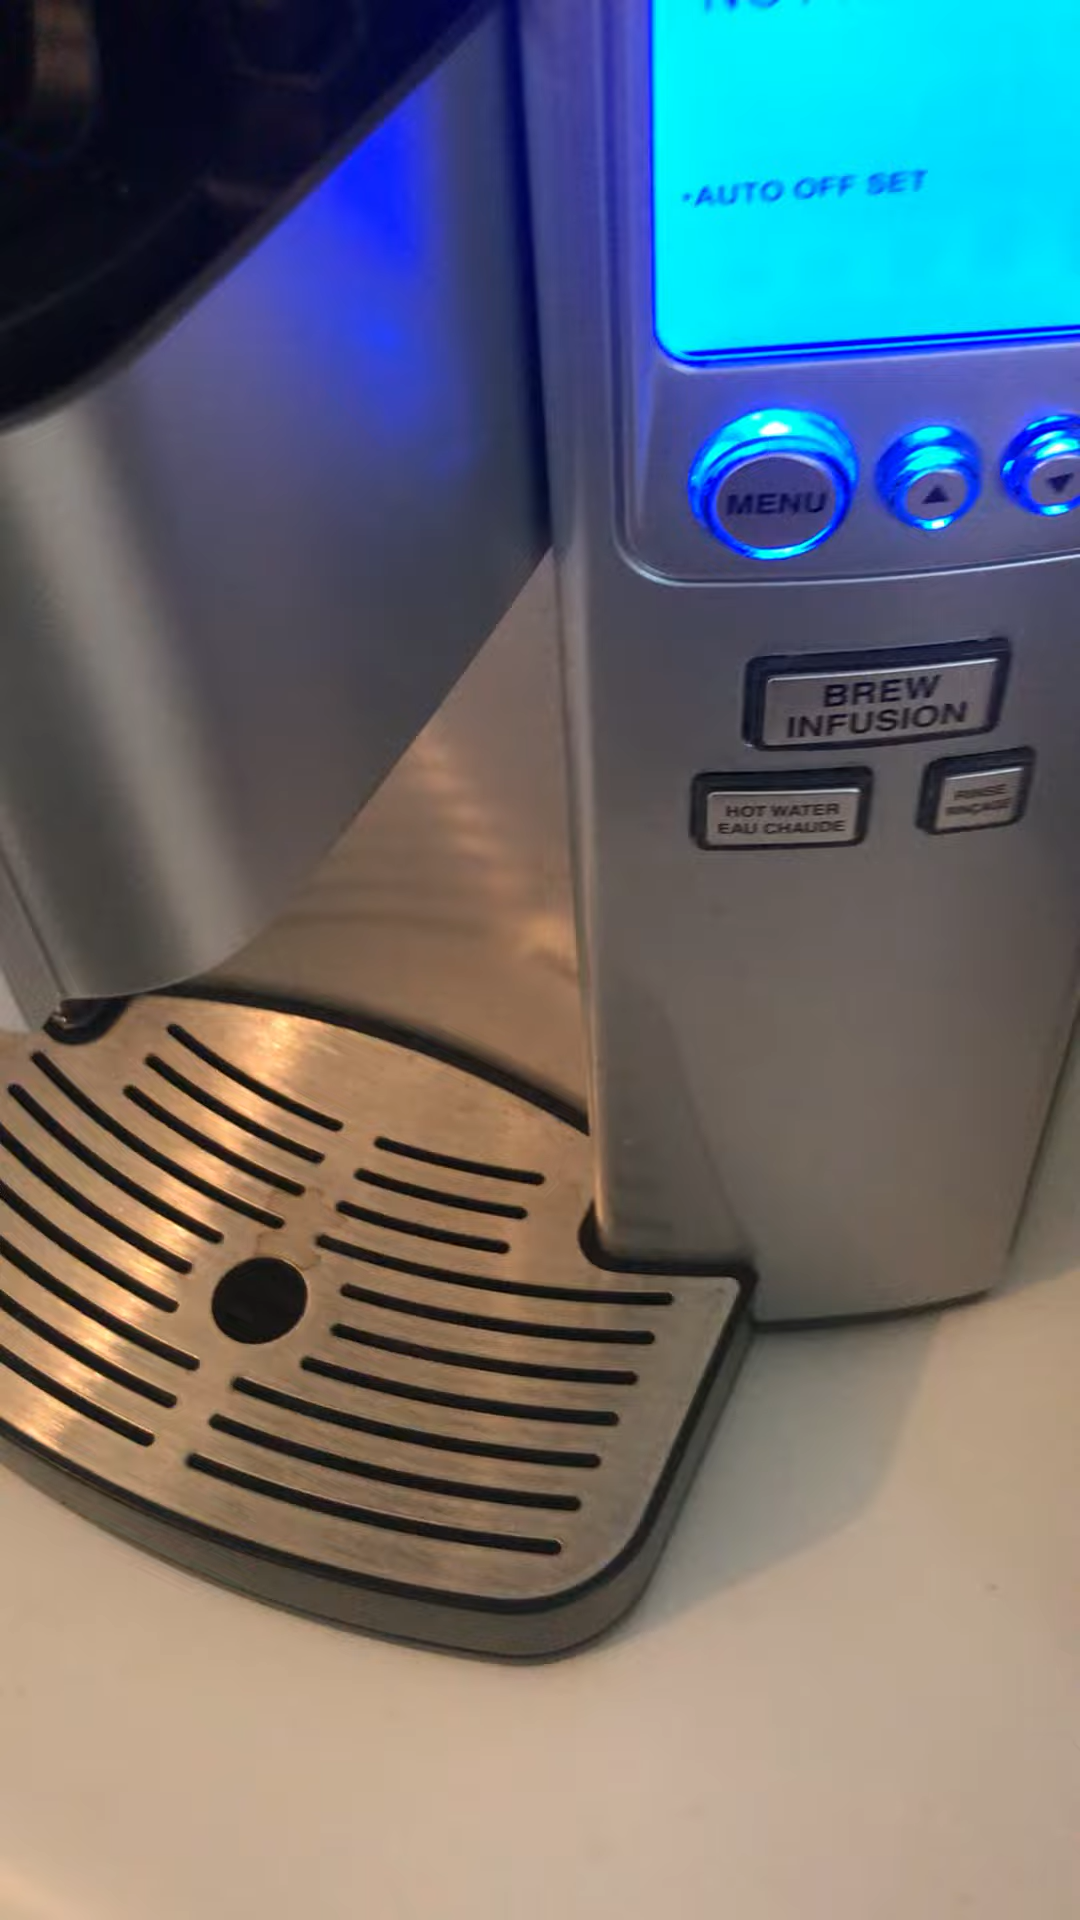 •AUTO OFF SET
MENU
BREW
INFUSION
HOT WATER
EAU CHAUDE
RINSE
RINÇAGE